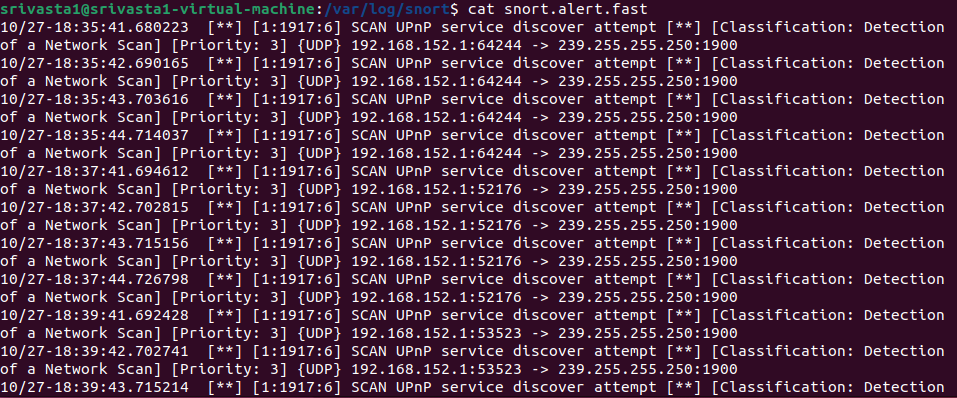 srivasta1@srivasta1-virtual-machine:/var/log/snort$ cat snort.alert.fast
10/27-18:35:41.680223  [**] [1:1917:6] SCAN UPnP service discover attempt [**] [Classification: Detection
of a Network Scan] [Priority: 3] {UDP} 192.168.152.1:64244 -> 239.255.255.250:1900
10/27-18:35:42.690165  [**] [1:1917:6] SCAN UPnP service discover attempt [**] [Classification: Detection
of a Network Scan] [Priority: 3] {UDP} 192.168.152.1:64244 -> 239.255.255.250:1900
10/27-18:35:43.703616  [**] [1:1917:6] SCAN UPnP service discover attempt [**] [Classification: Detection
of a Network Scan] [Priority: 3] {UDP} 192.168.152.1:64244 -> 239.255.255.250:1900
10/27-18:35:44.714037  [**] [1:1917:6] SCAN UPnP service discover attempt [**] [Classification: Detection
of a Network Scan] [Priority: 3] {UDP} 192.168.152.1:64244 -> 239.255.255.250:1900
10/27-18:37:41.694612  [**] [1:1917:6] SCAN UPnP service discover attempt [**] [Classification: Detection
of a Network Scan] [Priority: 3] {UDP} 192.168.152.1:52176 -> 239.255.255.250:1900
10/27-18:37:42.702815  [**] [1:1917:6] SCAN UPnP service discover attempt [**] [Classification: Detection
of a Network Scan] [Priority: 3] {UDP} 192.168.152.1:52176 -> 239.255.255.250:1900
10/27-18:37:43.715156  [**] [1:1917:6] SCAN UPnP service discover attempt [**] [Classification: Detection
of a Network Scan] [Priority: 3] {UDP} 192.168.152.1:52176 -> 239.255.255.250:1900
10/27-18:37:44.726798  [**] [1:1917:6] SCAN UPnP service discover attempt [**] [Classification: Detection
of a Network Scan] [Priority: 3] {UDP} 192.168.152.1:52176 -> 239.255.255.250:1900
10/27-18:39:41.692428  [**] [1:1917:6] SCAN UPnP service discover attempt [**] [Classification: Detection
of a Network Scan] [Priority: 3] {UDP} 192.168.152.1:53523 -> 239.255.255.250:1900
10/27-18:39:42.702741  [**] [1:1917:6] SCAN UPnP service discover attempt [**] [Classification: Detection
of a Network Scan] [Priority: 3] {UDP} 192.168.152.1:53523 -> 239.255.255.250:1900
10/27-18:39:43.715214  [**] [1:1917:6] SCAN UPnP service discover attempt [**] [Classification: Detection